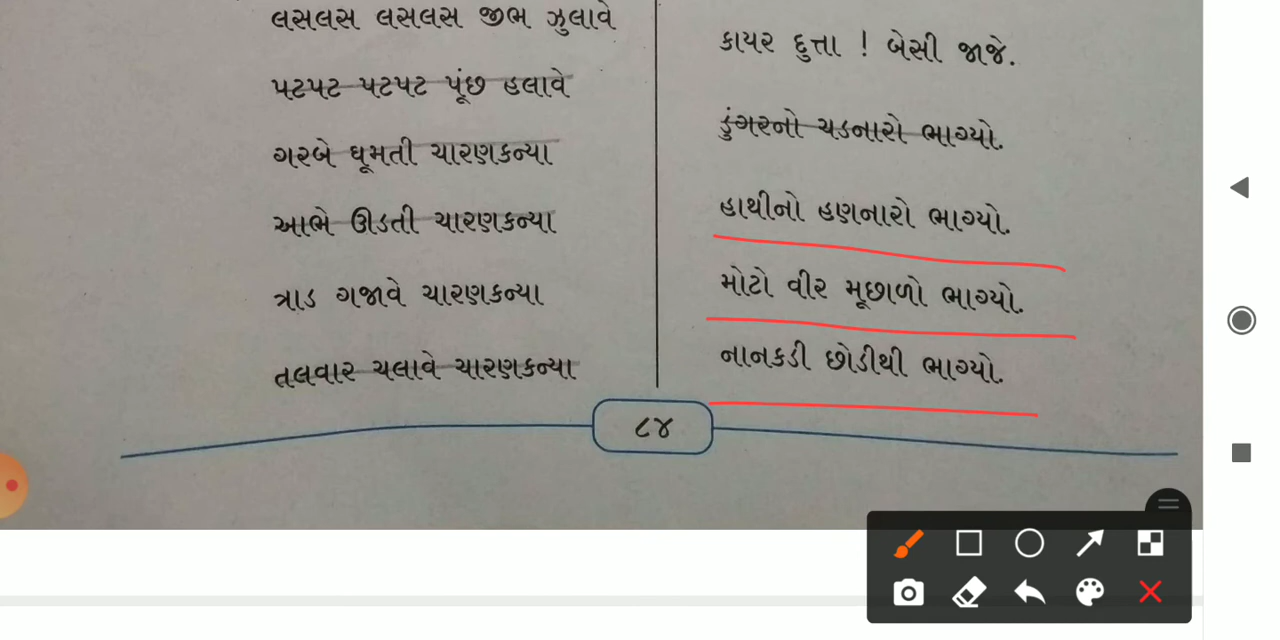 લસલસ લસલસ જીભ ઝુલાવે
પટપટ પટપટ પૂંછ હલાવે
ગરબે ઘૂમતી ચારણકન્યા
આભે ઊડતી ચારણકન્યા
ત્રાડ ગજાવે ચારણકન્યા
તલવાર ચલાવે ચારણકન્યા
કાયર દુત્તા ! બેસી જાજે.
ડુંગરનો ચડનારો ભાગ્યો.
હાથીનો હણનારો ભાગ્યો.
મોટો વીર મૂછાળો ભાગ્યો.
નાનકડી છોડીથી ભાગ્યો.
૮૪